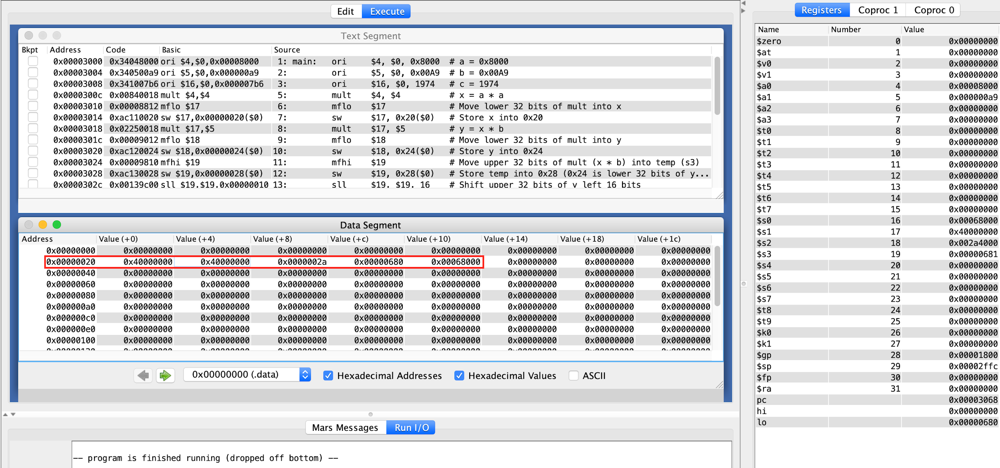 Edit Execute
Registers Coproc 1 Coproc 0
Text Segment
Bkpt Address Code Basic Source
0x00003000 0x34048000 ori $4,$0,0x00008000 1: main: ori $4, $0, 0x8000 # a = 0x8000
0x00003004 0x340500a9 ori $5,$0,0x000000a9 2: ori $5, $0, 0x00A9 # b = 0x00A9
0x00003008 0x341007b6 ori $16,$0,0x000007b6 3: ori $16, $0, 1974 # c = 1974
0x0000300c 0x00840018 mult $4,$4 5: mult $4, $4 # x = a * a
0x00003010 0x00008812 mflo $17 6: mflo $17 # Move lower 32 bits of mult into x
0x00003014 0xac110020 sw $17,0x00000020($0) 7: sw $17, 0x20($0) # Store x into 0x20
0x00003018 0x02250018 mult $17,$5 8: mult $17, $5 # y = x * b
0x0000301c 0x00009012 mflo $18 9: mflo $18 # Move lower 32 bits of mult into y
0x00003020 0xac120024 sw $18,0x00000024($0) 10: sw $18, 0x24($0) # Store y into 0x24
0x00003024 0x00009810 mfhi $19 11: mfhi $19 # Move upper 32 bits of mult (x * b) into temp (s3)
0x00003028 0xac130028 sw $19,0x00000028($0) 12: sw $19, 0x28($0) # Store temp into 0x28 (0x24 is lower 32 bits of y...
0x0000302c 0x00139c00 sll $19,$19,0x00000010 13: sll $19, $19, 16 # Shift upper 32 bits of y left 16 bits
Data Segment
Address Value (+0) Value (+4) Value (+8) Value (+c) Value (+10) Value (+14) Value (+18) Value (+1c)
0x00000000 0x00000000 0x00000000 0x00000000 0x00000000 0x00000000 0x00000000 0x00000000 0x00000000
0x00000020 0x40000000 0x40000000 0x0000002a 0x00000680 0x00068000 0x00000000 0x00000000 0x00000000
0x00000040 0x00000000 0x00000000 0x00000000 0x00000000 0x00000000 0x00000000 0x00000000 0x00000000
0x00000060 0x00000000 0x00000000 0x00000000 0x00000000 0x00000000 0x00000000 0x00000000 0x00000000
0x00000080 0x00000000 0x00000000 0x00000000 0x00000000 0x00000000 0x00000000 0x00000000 0x00000000
0x000000a0 0x00000000 0x00000000 0x00000000 0x00000000 0x00000000 0x00000000 0x00000000 0x00000000
0x000000c0 0x00000000 0x00000000 0x00000000 0x00000000 0x00000000 0x00000000 0x00000000 0x00000000
0x000000e0 0x00000000 0x00000000 0x00000000 0x00000000 0x00000000 0x00000000 0x00000000 0x00000000
0x00000100 0x00000000 0x00000000 0x00000000 0x00000000 0x00000000 0x00000000 0x00000000 0x00000000
0x00000000 (.data) Hexadecimal Addresses Hexadecimal Values ASCII
Mars Messages Run I/O
-- program is finished running (dropped off bottom) --
Name Number Value
$zero 0 0x00000000
$at 1 0x00000000
$v0 2 0x00000000
$v1 3 0x00000000
$a0 4 0x00008000
$a1 5 0x000000a9
$a2 6 0x00000000
$a3 7 0x00000000
$t0 8 0x00000000
$t1 9 0x00000000
$t2 10 0x00000000
$t3 11 0x00000000
$t4 12 0x00000000
$t5 13 0x00000000
$t6 14 0x00000000
$t7 15 0x00000000
$s0 16 0x00068000
$s1 17 0x40000000
$s2 18 0x002a4000
$s3 19 0x00000681
$s4 20 0x00000000
$s5 21 0x00000000
$s6 22 0x00000000
$s7 23 0x00000000
$t8 24 0x00000000
$t9 25 0x00000000
$k0 26 0x00000000
$k1 27 0x00000000
$gp 28 0x00001800
$sp 29 0x00002ffc
$fp 30 0x00000000
$ra 31 0x00000000
pc 0x00003068
hi 0x00000000
lo 0x00000680